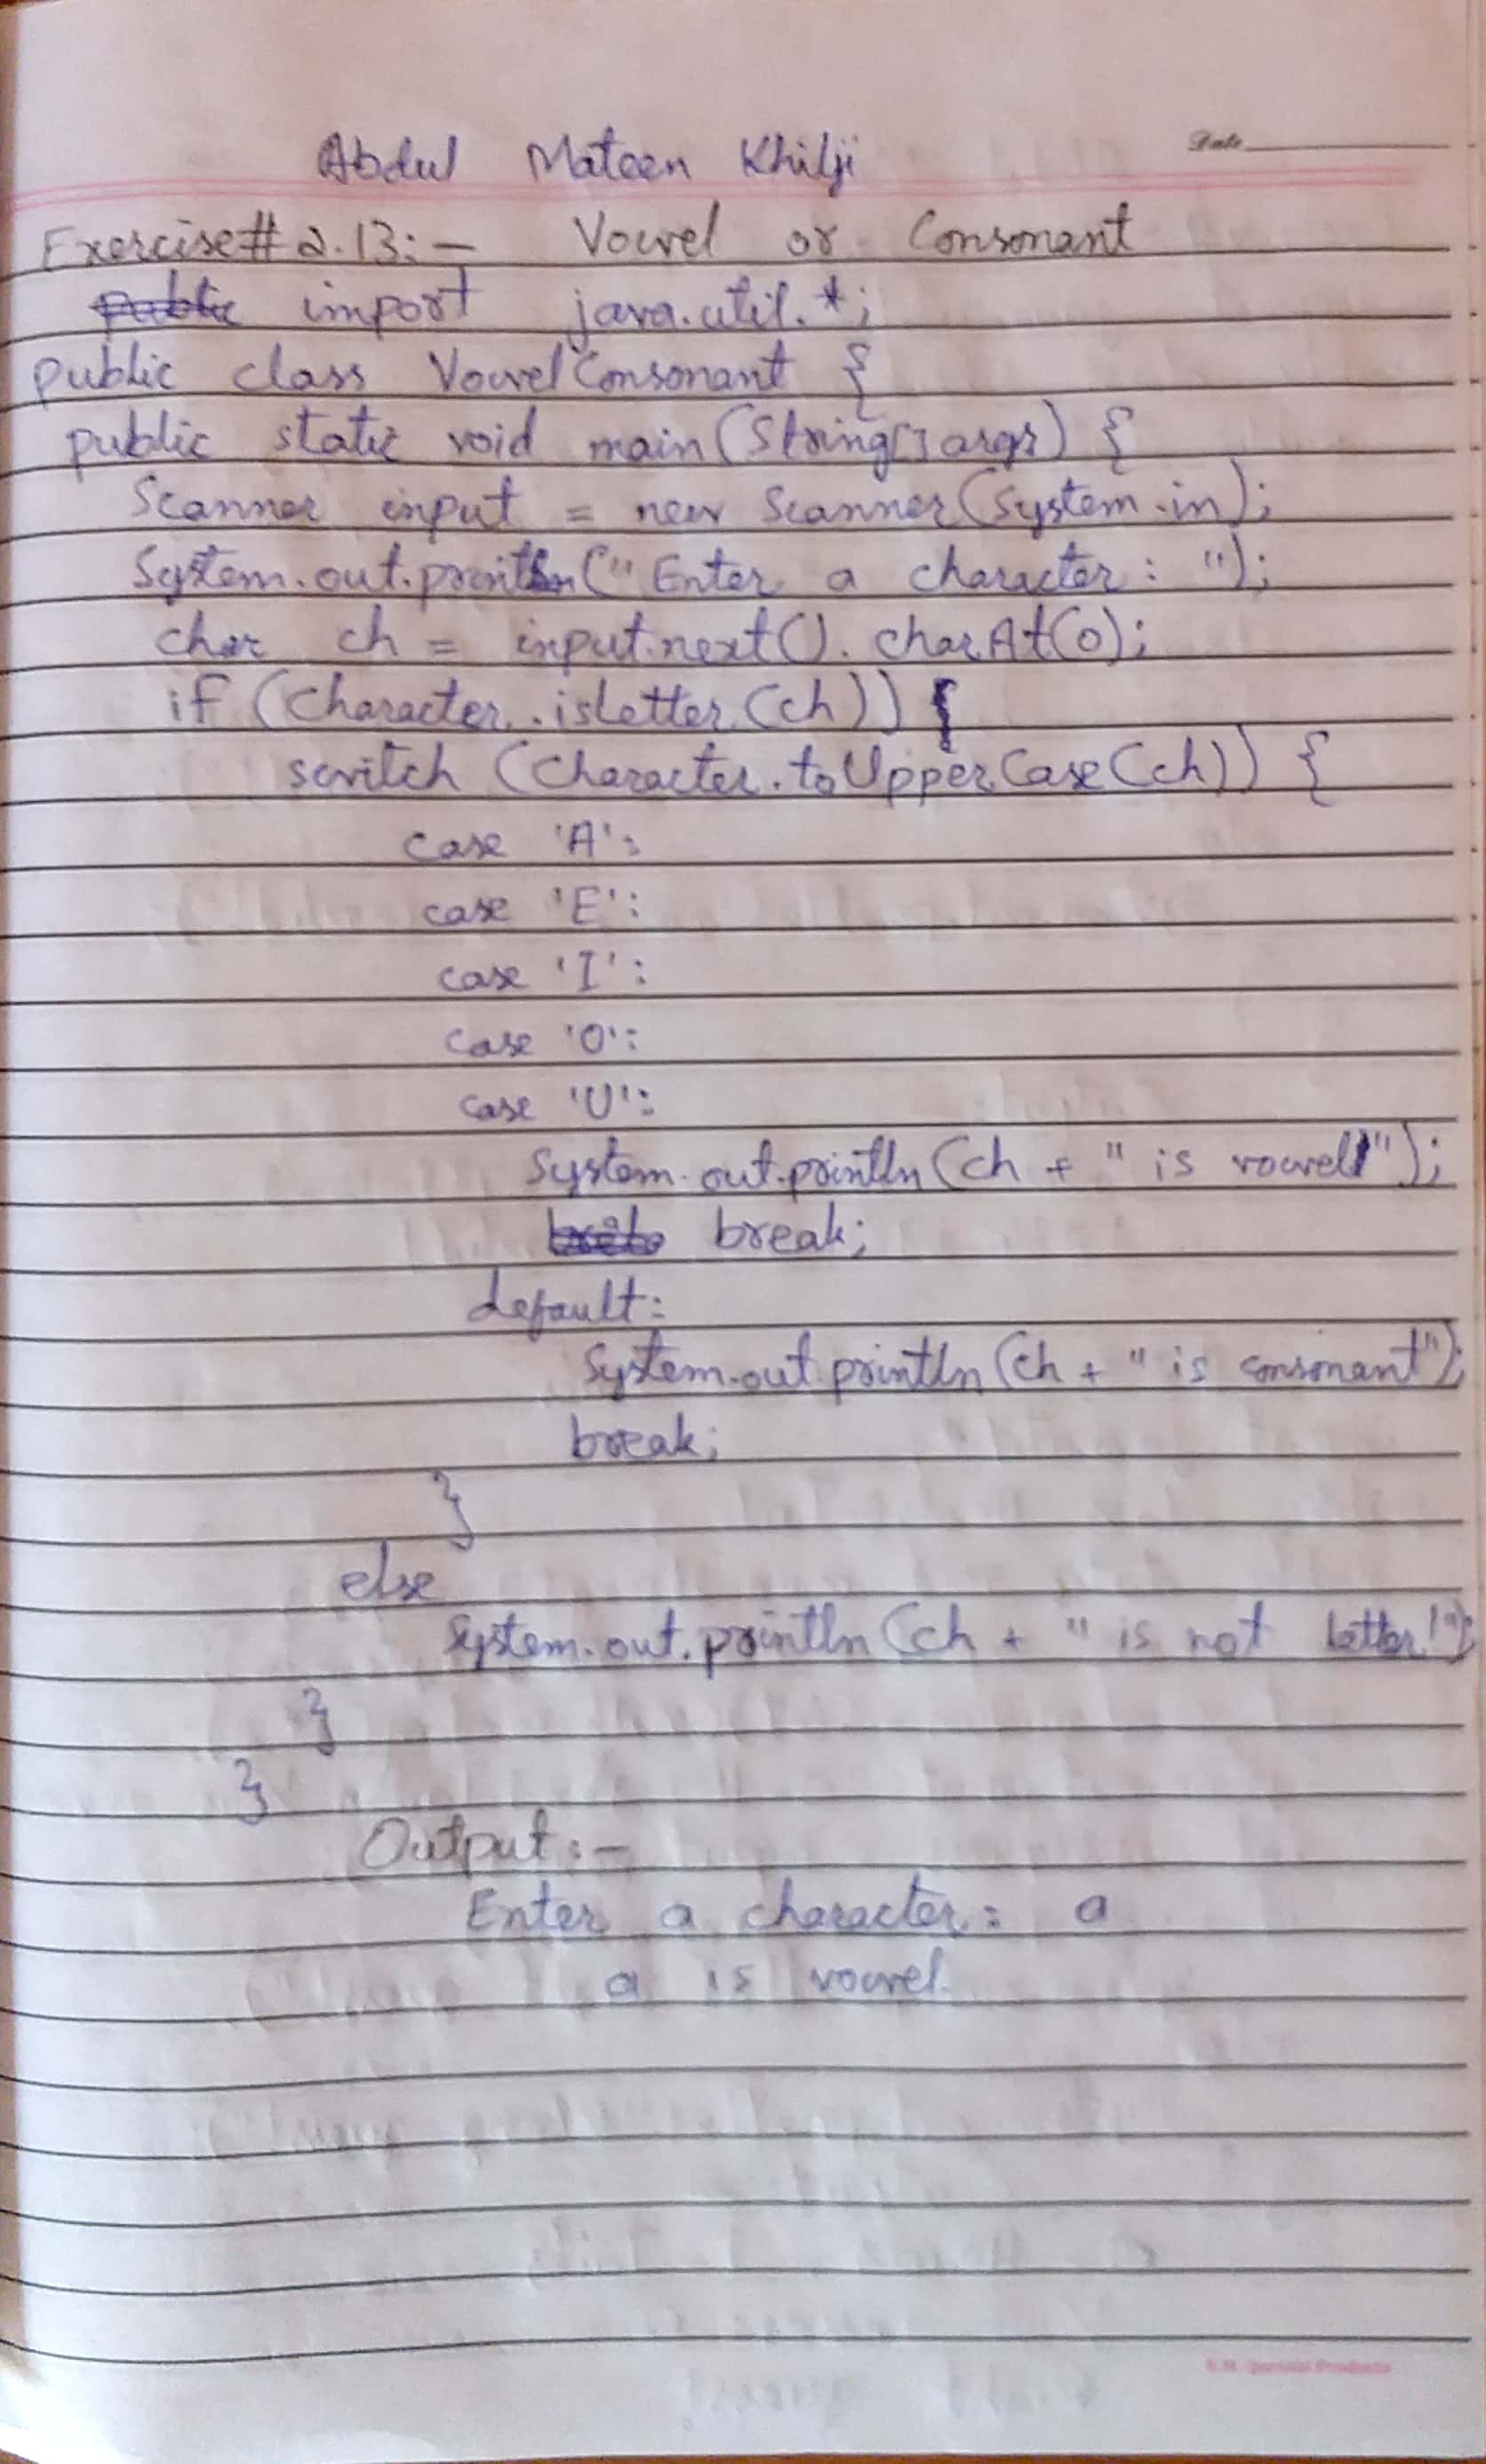 Date
Abdul Mateen Khilji
Exercise# 2.13:- Vowel or Consonant
public import java.util.*;
public class VowelConsonant {
public static void main(String[] args) {
Scanner input = new Scanner(System.in);
System.out.println(" Enter a character: ");
char ch = input.next().charAt(0);
if (Character.isLetter(ch)) {
switch (Character.toUpperCase(ch)) {
case 'A':
case 'E':
case 'I':
case 'O':
case 'U':
System.out.println(ch + " is vowel");
break;
default:
System.out.println(ch + " is consonant");
break;
}
else
System.out.println(ch + " is not letter!");
}
}
Output:-
Enter a character: a
a is vowel.